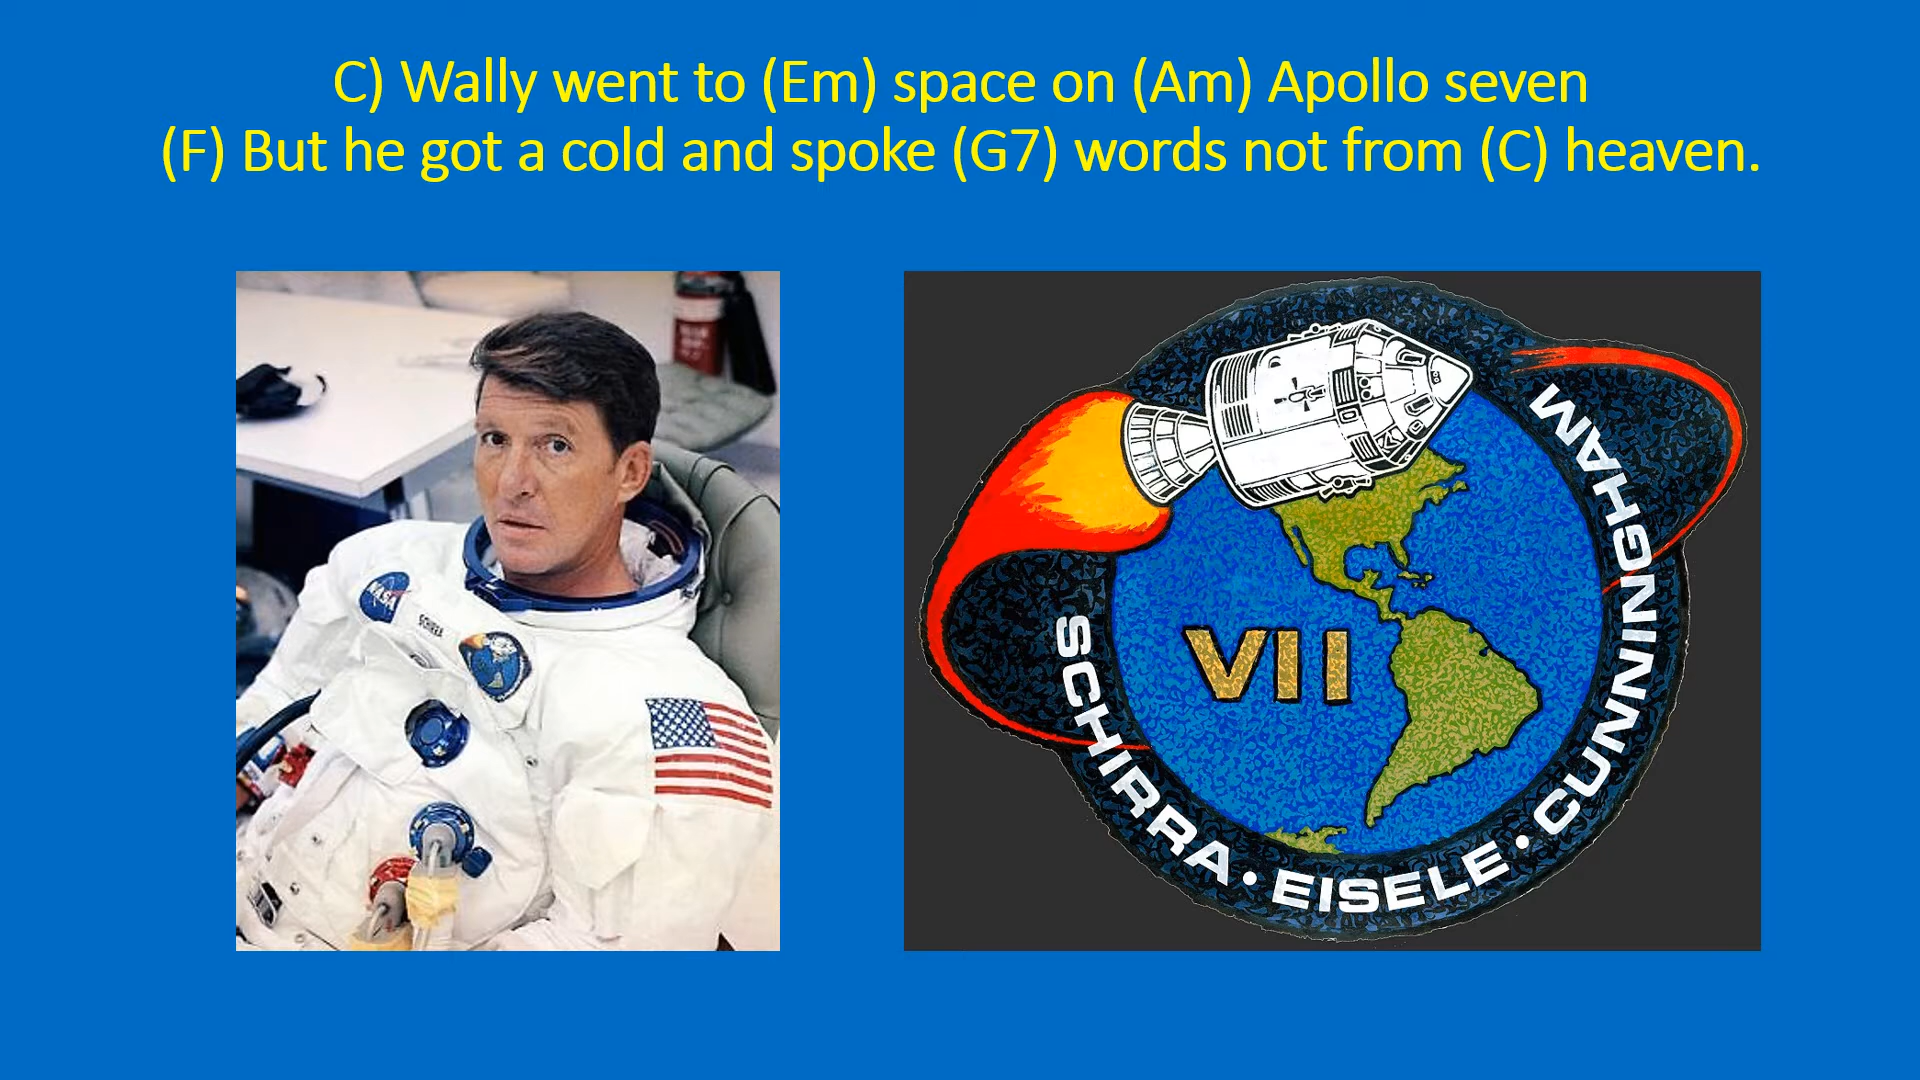 C) Wally went to (Em) space on (Am) Apollo seven
(F) But he got a cold and spoke (G7) words not from (C) heaven.
NASA
SCHIRRA
VII
SCHIRRA • EISELE • CUNNINGHAM